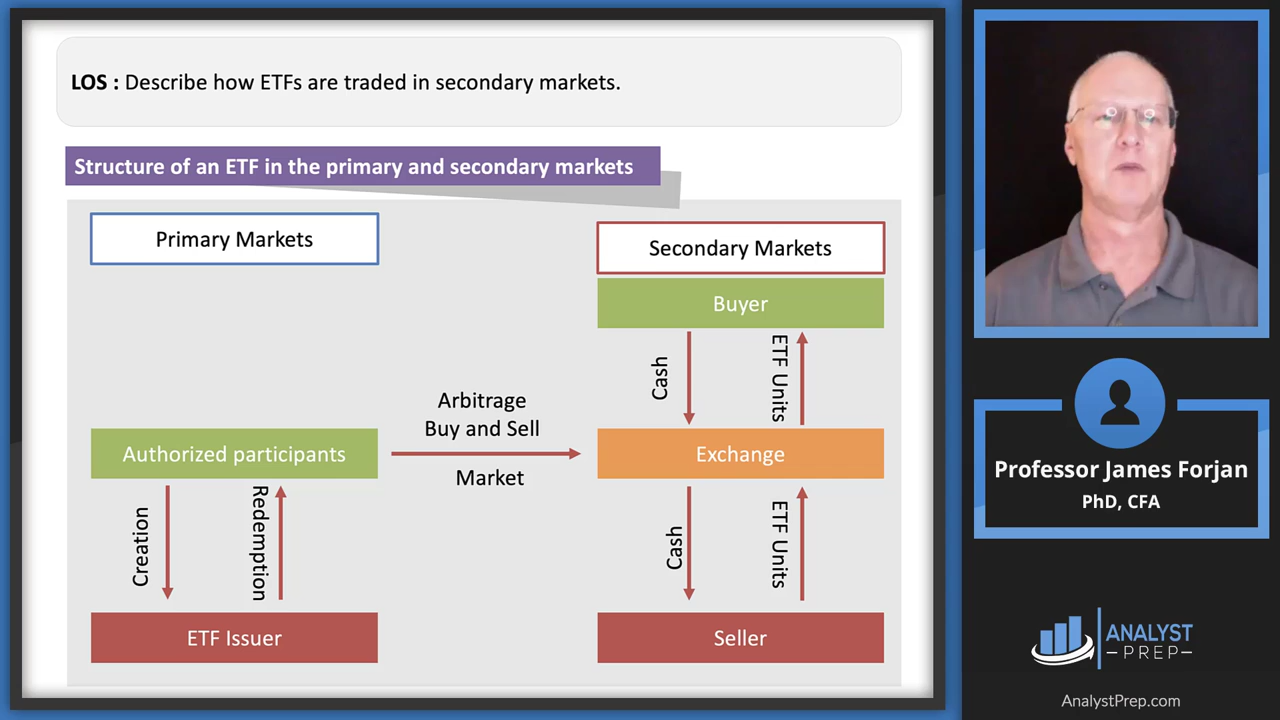 LOS : Describe how ETFs are traded in secondary markets.
Structure of an ETF in the primary and secondary markets
Primary Markets
Secondary Markets
Buyer
Cash
ETF Units
Arbitrage
Buy and Sell
Market
Authorized participants
Exchange
Creation
Redemption
Cash
ETF Units
ETF Issuer
Seller
Professor James Forjan
PhD, CFA
ANALYST
PREP
AnalystPrep.com